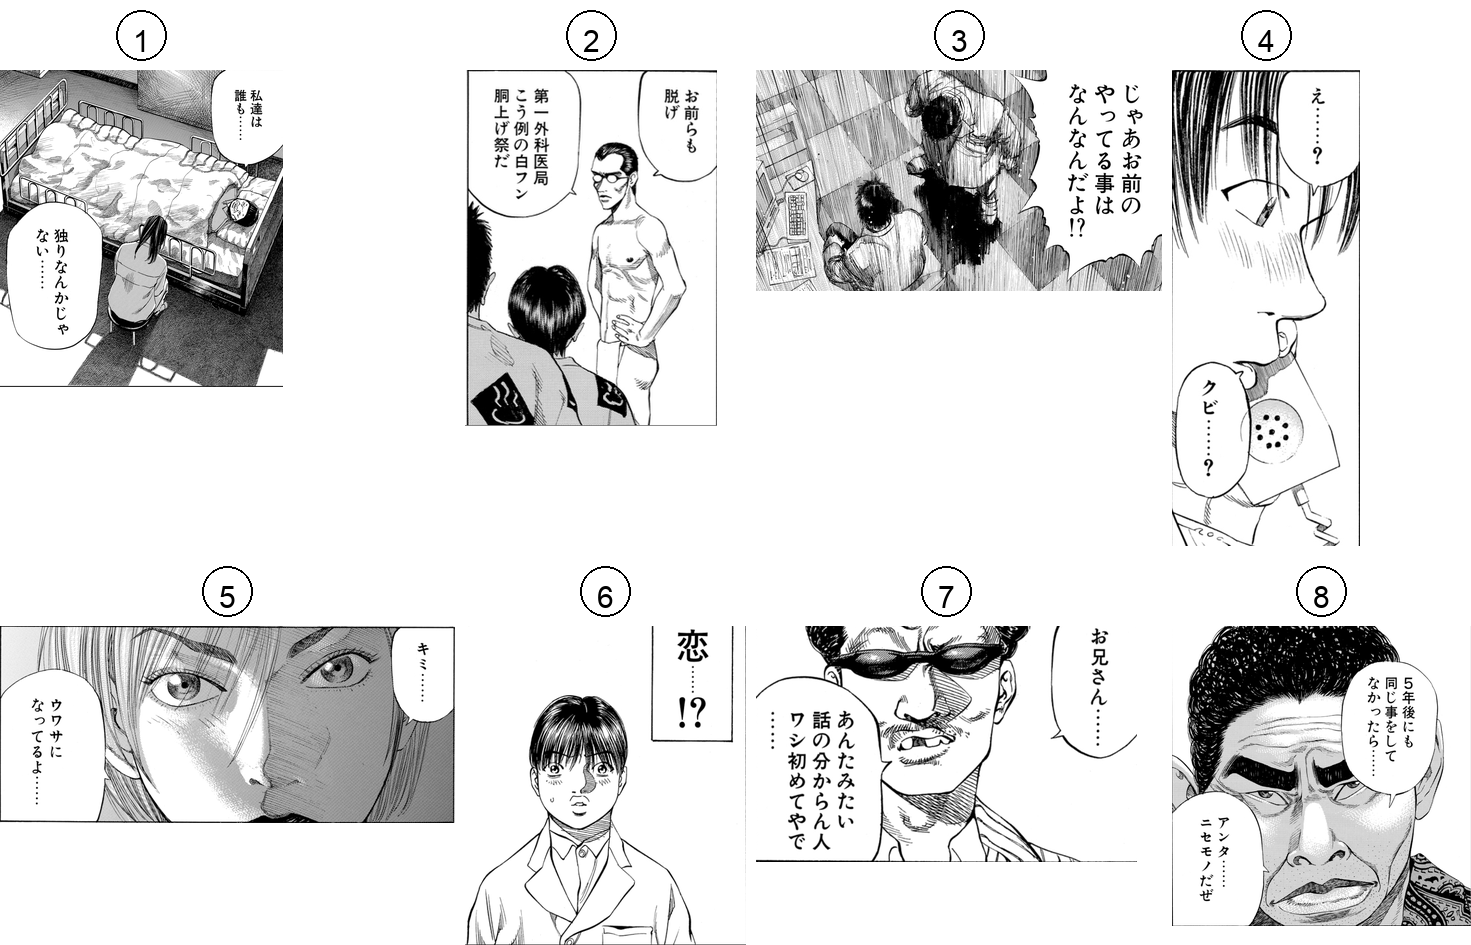 1
私達は
誰も……
独りなんかじゃ
ない……
2
お前らも
脱げ
第一外科医局
こう例の白フン
胴上げ祭だ
3
じゃあお前の
やってる事は
なんなんだよ!?
4
え……?
クビ……?
5
キミ……
ウワサに
なってるよ……
6
恋……!?
7
お兄さん……
あんたみたい
話の分からん人
ワシ初めてやで
……
8
5年後にも
同じ事をして
なかったら……
アンタ……
ニセモノだぜ